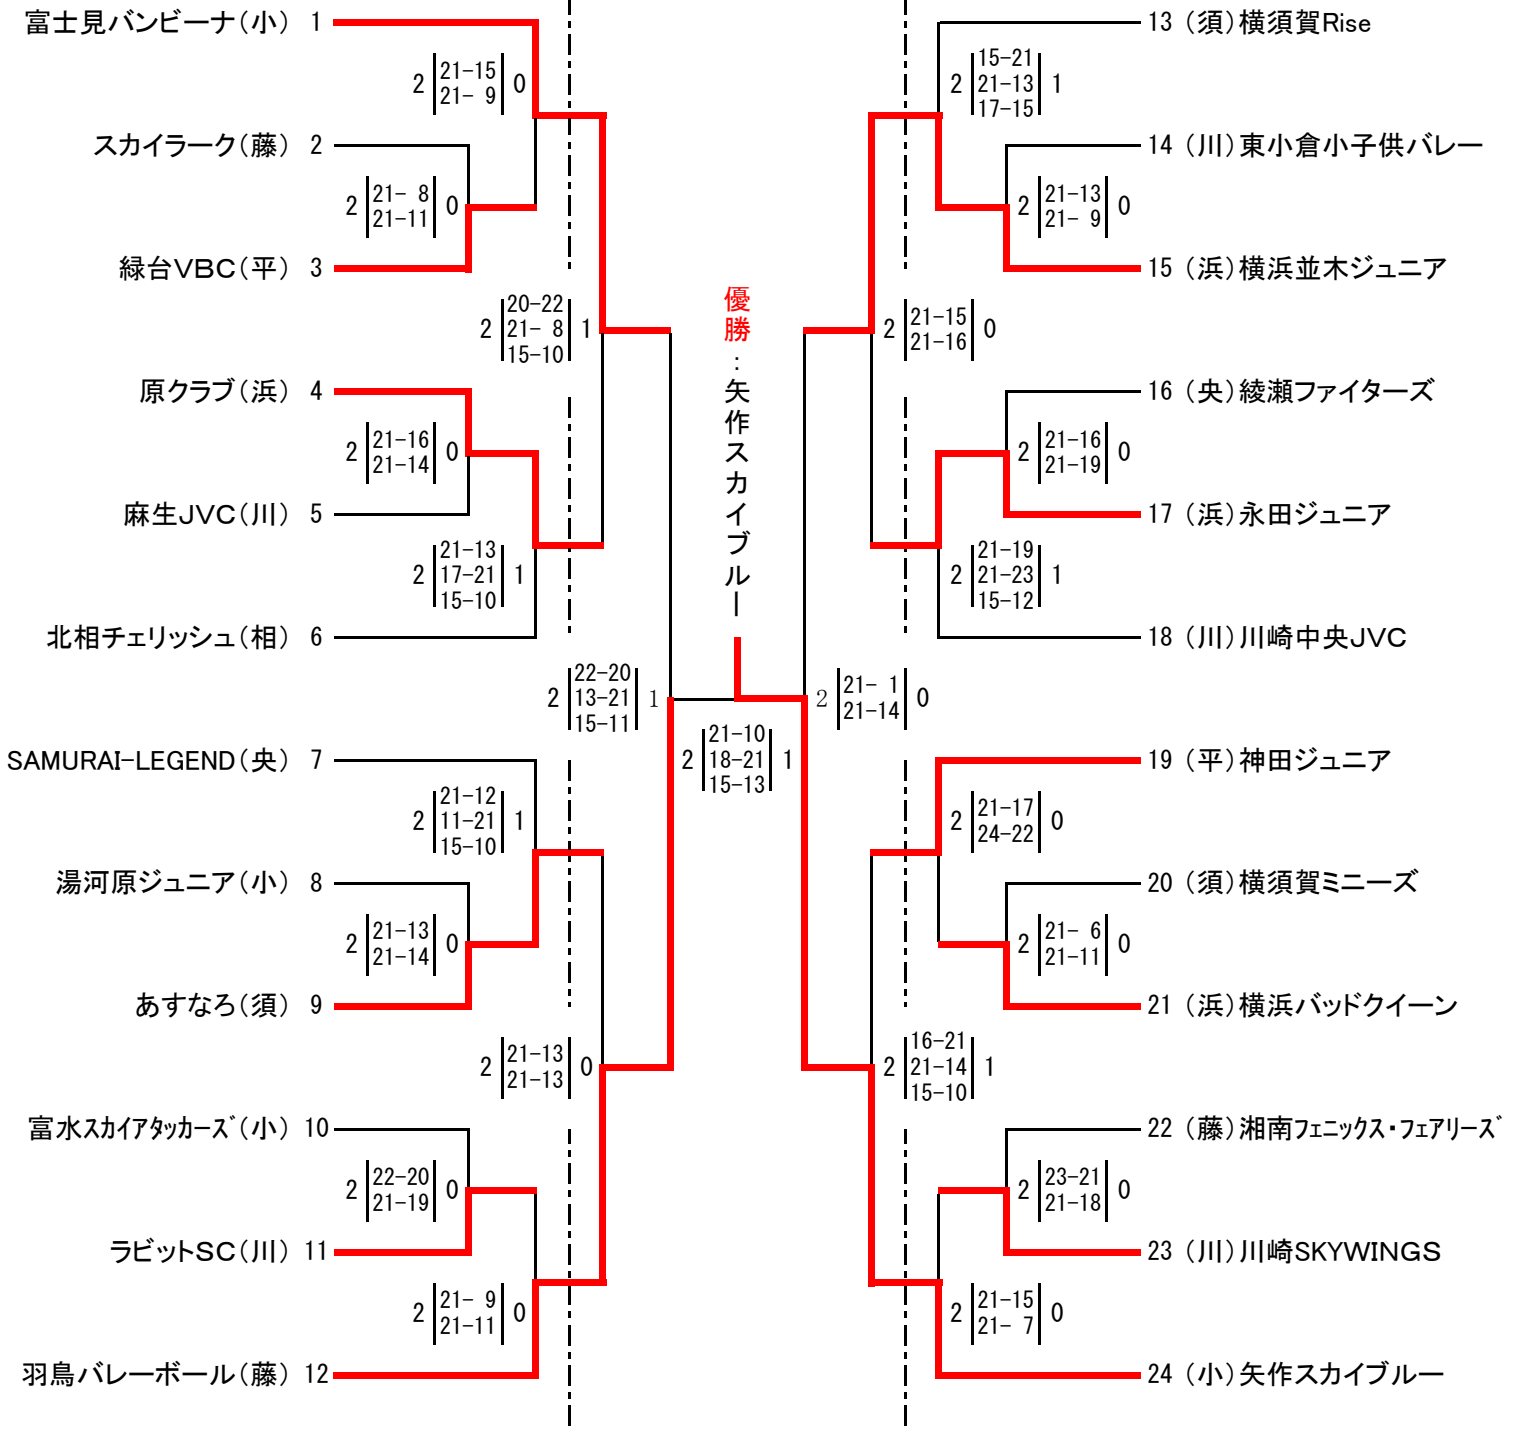 富士見バンビーナ(小) 1
2 21-15 0
21- 9
スカイラーク(藤) 2
2 21- 8 0
21-11
緑台VBC(平) 3
2 20-22 1
21- 8
15-10
原クラブ(浜) 4
2 21-16 0
21-14
麻生JVC(川) 5
2 21-13 1
17-21
15-10
北相チェリッシュ(相) 6
2 22-20 1
13-21
15-11
SAMURAI-LEGEND(央) 7
2 21-12 1
11-21
15-10
湯河原ジュニア(小) 8
2 21-13 0
21-14
あすなろ(須) 9
2 21-13 0
21-13
富水スカイアタッカーズ(小) 10
2 22-20 0
21-19
ラビットSC(川) 11
2 21- 9 0
21-11
羽鳥バレーボール(藤) 12
優勝:矢作スカイブルー
2 21-10 1
18-21
15-13
13 (須)横須賀Rise
2 15-21 1
21-13
17-15
14 (川)東小倉小子供バレー
2 21-13 0
21- 9
15 (浜)横浜並木ジュニア
2 21-15 0
21-16
16 (央)綾瀬ファイターズ
2 21-16 0
21-19
17 (浜)永田ジュニア
2 21-19 1
21-23
15-12
18 (川)川崎中央JVC
2 21- 1 0
21-14
19 (平)神田ジュニア
2 21-17 0
24-22
20 (須)横須賀ミニーズ
2 21- 6 0
21-11
21 (浜)横浜バッドクイーン
2 16-21 1
21-14
15-10
22 (藤)湘南フェニックス・フェアリーズ
2 23-21 0
21-18
23 (川)川崎SKYWINGS
2 21-15 0
21- 7
24 (小)矢作スカイブルー